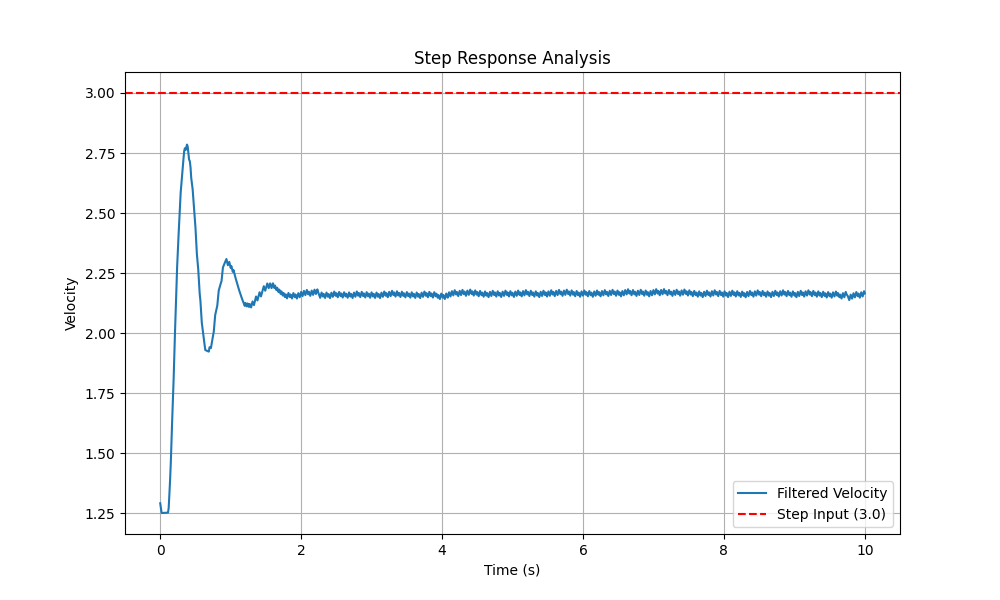 Step Response Analysis
Velocity
3.00
2.75
2.50
2.25
2.00
1.75
1.50
1.25
0
2
4
6
8
10
Time (s)
Filtered Velocity
Step Input (3.0)